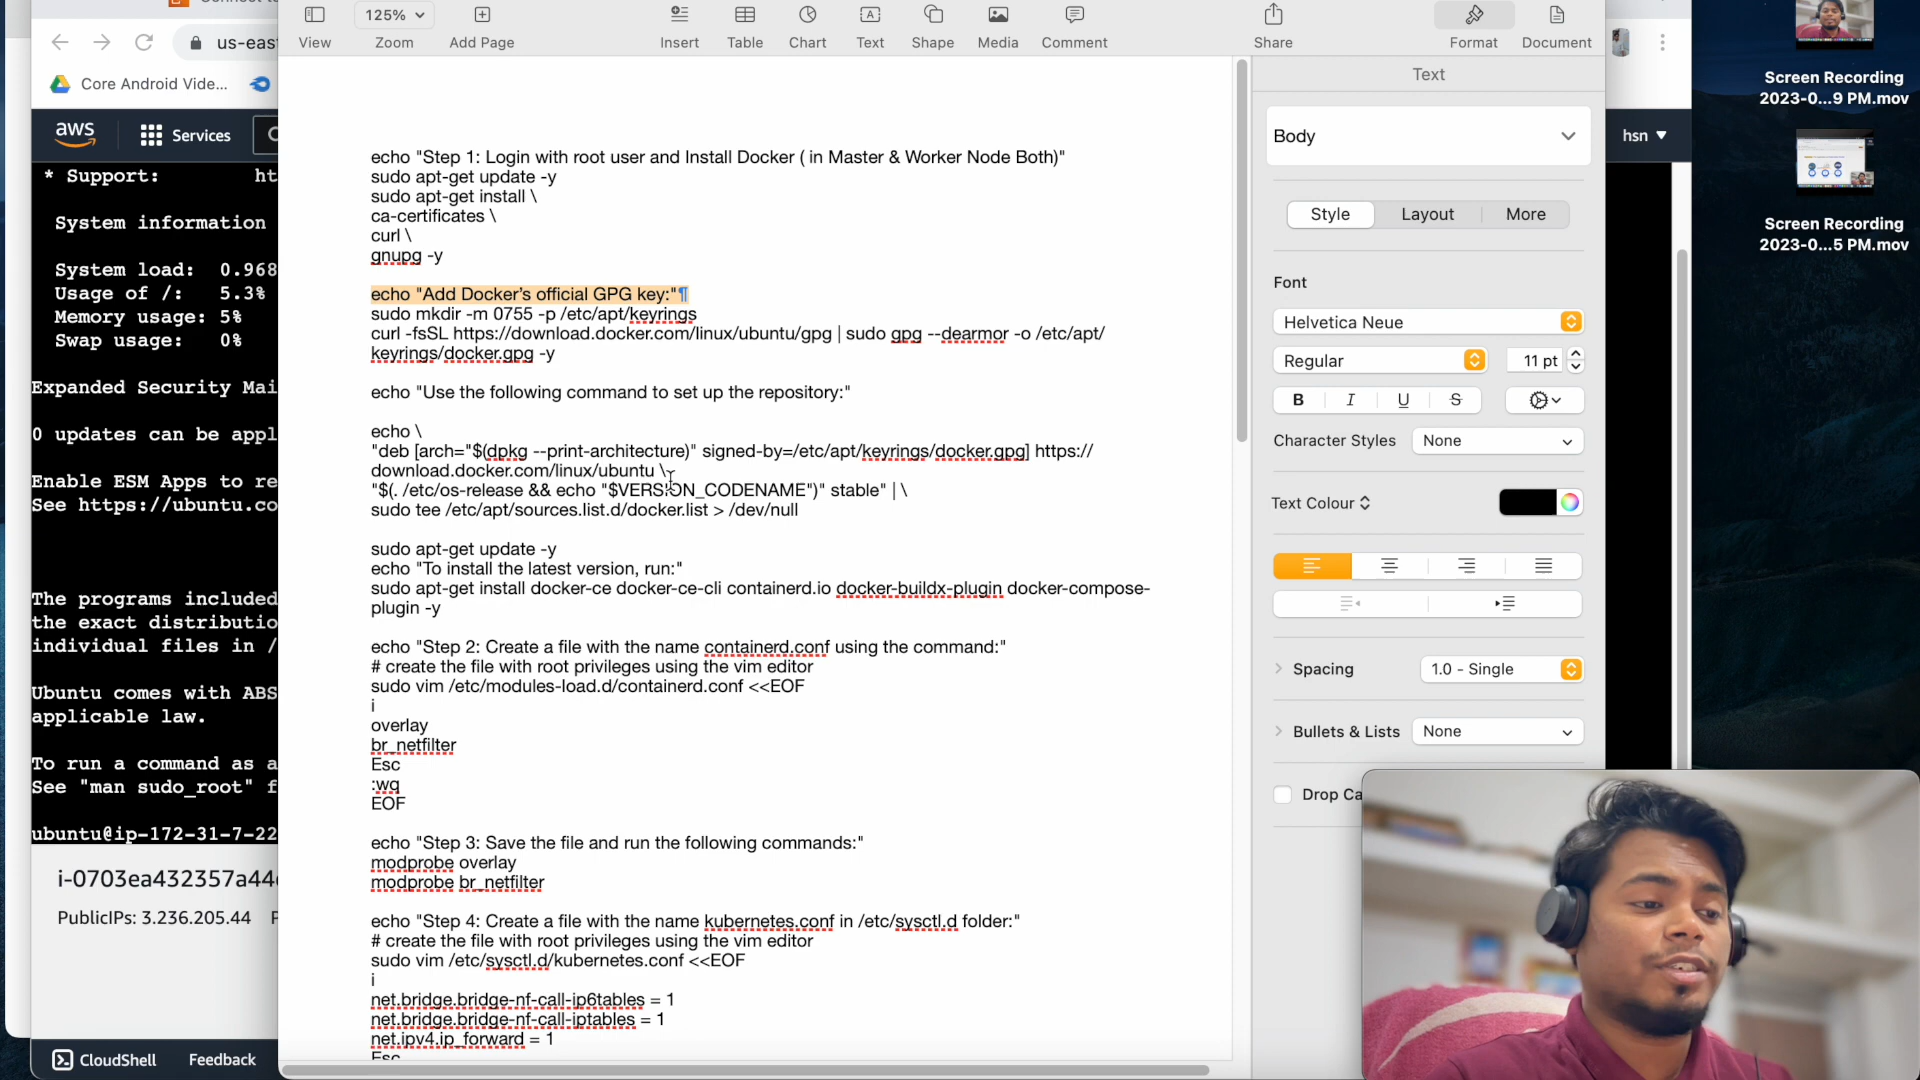 Connect to
us-eas
Core Android Vide...
aws
Services
hsn
* Support: ht
System information
System load: 0.968
Usage of /: 5.3%
Memory usage: 5%
Swap usage: 0%
Expanded Security Mai
0 updates can be appl
Enable ESM Apps to re
See https://ubuntu.co
The programs included
the exact distributio
individual files in /
Ubuntu comes with ABS
applicable law.
To run a command as a
See "man sudo_root" f
ubuntu@ip-172-31-7-22
i-0703ea432357a44
PublicIPs: 3.236.205.44 P
CloudShell
Feedback
125%
View
Zoom
Add Page
Insert
Table
Chart
Text
Shape
Media
Comment
Share
Format
Document
echo "Step 1: Login with root user and Install Docker ( in Master & Worker Node Both)"
sudo apt-get update -y
sudo apt-get install \
ca-certificates \
curl \
gnupg -y
echo "Add Docker’s official GPG key:"¶
sudo mkdir -m 0755 -p /etc/apt/keyrings
curl -fsSL https://download.docker.com/linux/ubuntu/gpg | sudo gpg --dearmor -o /etc/apt/
keyrings/docker.gpg -y
echo "Use the following command to set up the repository:"
echo \
"deb [arch="$(dpkg --print-architecture)" signed-by=/etc/apt/keyrings/docker.gpg] https://
download.docker.com/linux/ubuntu \
"$(. /etc/os-release && echo "$VERSION_CODENAME")" stable" | \
sudo tee /etc/apt/sources.list.d/docker.list > /dev/null
sudo apt-get update -y
echo "To install the latest version, run:"
sudo apt-get install docker-ce docker-ce-cli containerd.io docker-buildx-plugin docker-compose-
plugin -y
echo "Step 2: Create a file with the name containerd.conf using the command:"
# create the file with root privileges using the vim editor
sudo vim /etc/modules-load.d/containerd.conf <<EOF
i
overlay
br_netfilter
Esc
:wq
EOF
echo "Step 3: Save the file and run the following commands:"
modprobe overlay
modprobe br_netfilter
echo "Step 4: Create a file with the name kubernetes.conf in /etc/sysctl.d folder:"
# create the file with root privileges using the vim editor
sudo vim /etc/sysctl.d/kubernetes.conf <<EOF
i
net.bridge.bridge-nf-call-ip6tables = 1
net.bridge.bridge-nf-call-iptables = 1
net.ipv4.ip_forward = 1
Esc
Text
Body
Style
Layout
More
Font
Helvetica Neue
Regular
11 pt
B I U S
Character Styles
None
Text Colour
Spacing
1.0 - Single
Bullets & Lists
None
Drop Ca
Screen Recording
2023-0...9 PM.mov
Screen Recording
2023-0...5 PM.mov